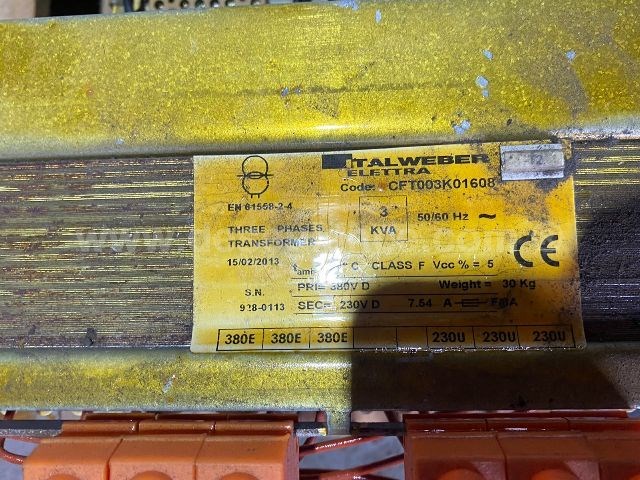 ITALWEBER
ELETTRA
Code: CFT003K01608
EN 61558-2-4
3
KVA
50/60 Hz ~
THREE PHASES
TRANSFORMER
15/02/2013
CLASS F Vcc % = 5
CE
S.N.
928-0113
PRI= 380V D Weight = 30 Kg
SEC= 230V D 7.54 A
380E 380E 380E 230U 230U 230U